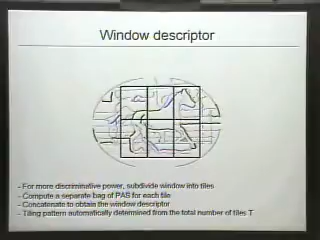 Window descriptor
- For more discriminative power, subdivide window into tiles
- Compute a separate bag of PAS for each tile
- Concatenate to obtain the window descriptor
- Tiling pattern automatically determined from the total number of tiles T